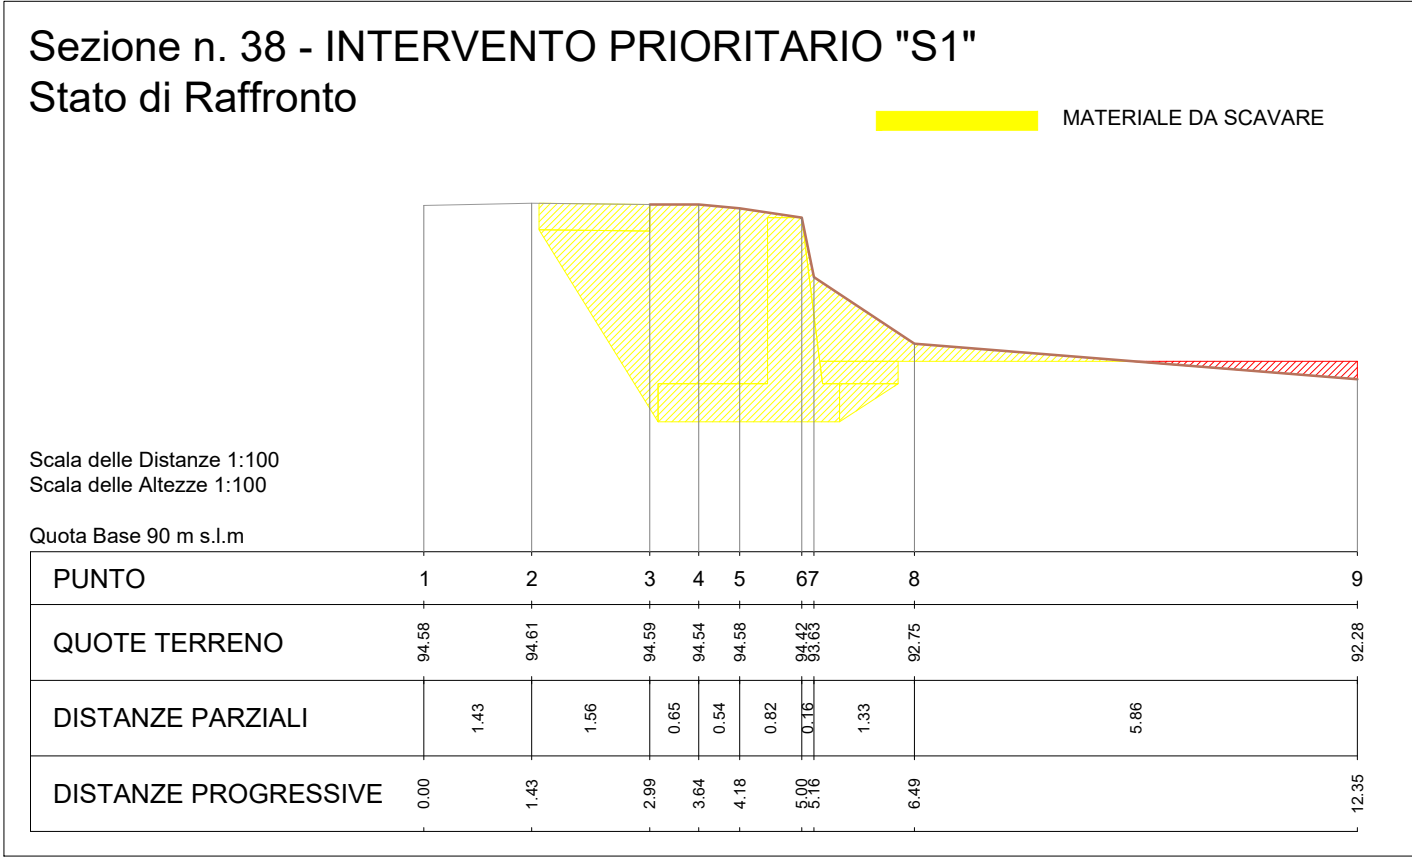 Sezione n. 38 - INTERVENTO PRIORITARIO "S1"
Stato di Raffronto
MATERIALE DA SCAVARE
Scala delle Distanze 1:100
Scala delle Altezze 1:100
Quota Base 90 m s.l.m
PUNTO 1 2 3 4 5 6 7 8 9
QUOTE TERRENO 94.58 94.61 94.59 94.54 94.58 94.42 93.63 92.75 92.28
DISTANZE PARZIALI 1.43 1.56 0.65 0.54 0.82 0.16 1.33 5.86
DISTANZE PROGRESSIVE 0.00 1.43 2.99 3.64 4.18 5.00 5.16 6.49 12.35